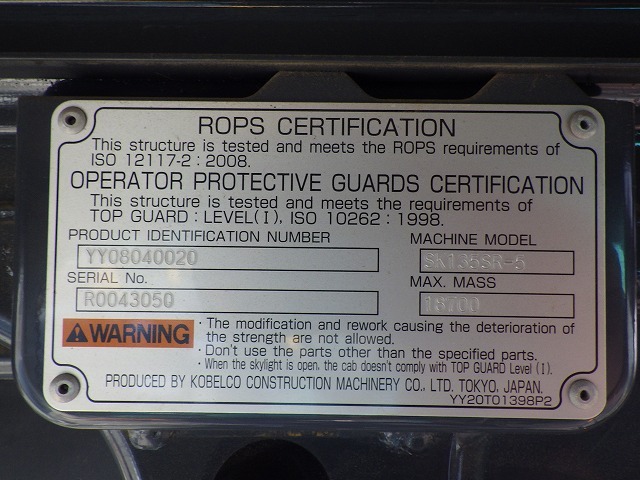 ROPS CERTIFICATION
This structure is tested and meets the ROPS requirements of
ISO 12117-2 : 2008.
OPERATOR PROTECTIVE GUARDS CERTIFICATION
This structure is tested and meets the requirements of
TOP GUARD : LEVEL(I), ISO 10262 : 1998.
PRODUCT IDENTIFICATION NUMBER
YY08040020
MACHINE MODEL
SK135SR-5
SERIAL No.
R0043050
MAX. MASS
18700
WARNING
· The modification and rework causing the deterioration of
the strength are not allowed.
· Don't use the parts other than the specified parts.
· When the skylight is open, the cab doesn't comply with TOP GUARD Level (I).
PRODUCED BY KOBELCO CONSTRUCTION MACHINERY CO., LTD. TOKYO, JAPAN.
YY20T01398P2